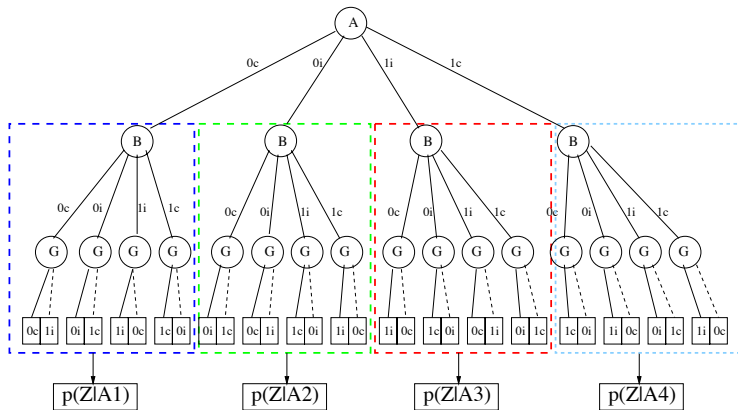 A
0c 0i 1i 1c
B B B B
0c 0i 1i 1c 0c 0i 1i 1c 0c 0i 1i 1c 0c 0i 1i 1c
G G G G G G G G G G G G G G G G
0c 1i 0i 1c 1i 0c 1c 0i 0i 1c 0c 1i 1c 0i 1i 0c 1i 0c 1c 0i 0c 1i 0i 1c 1c 0i 1i 0c 0i 1c 1i 0c
p(Z|A1) p(Z|A2) p(Z|A3) p(Z|A4)